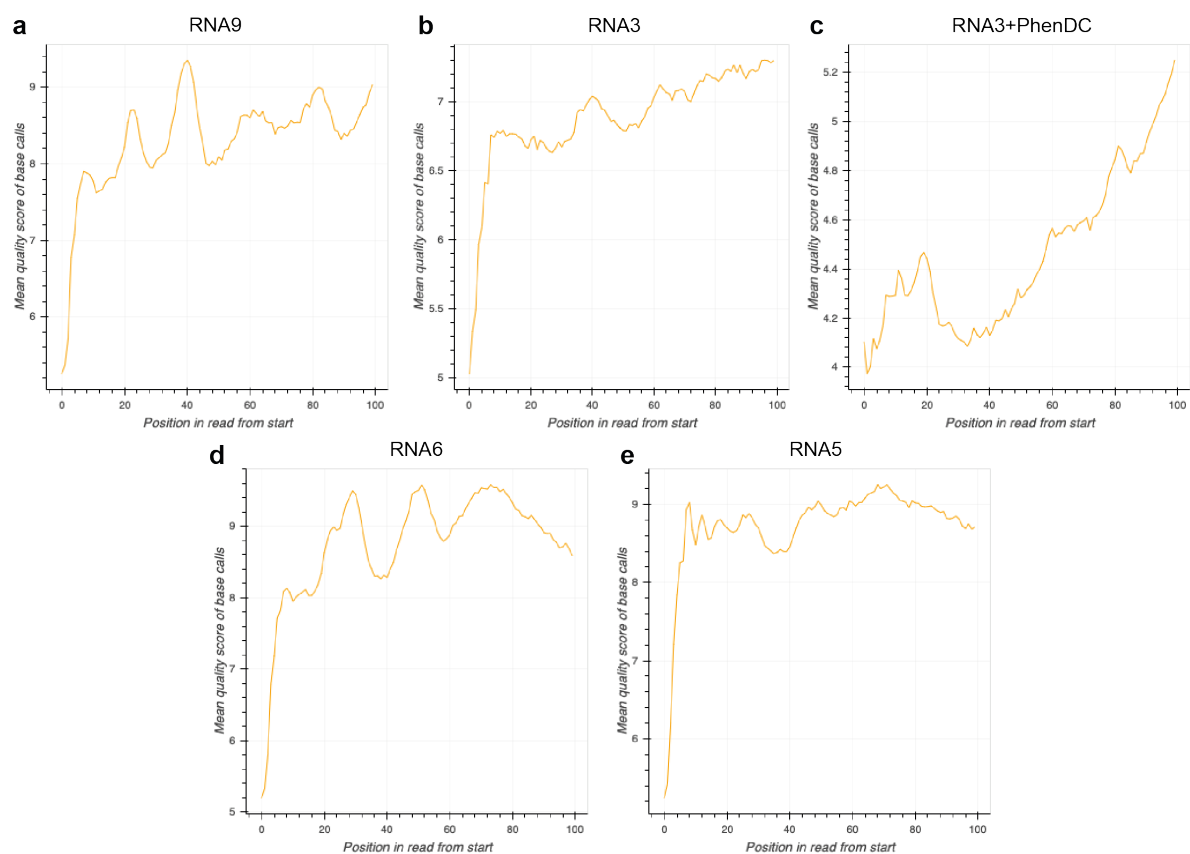 a
RNA9
Mean quality score of base calls
9
8
7
6
0 20 40 60 80 100
Position in read from start
b
RNA3
Mean quality score of base calls
7
6.5
6
5.5
5
0 20 40 60 80 100
Position in read from start
c
RNA3+PhenDC
Mean quality score of base calls
5.2
5
4.8
4.6
4.4
4.2
4
0 20 40 60 80 100
Position in read from start
d
RNA6
Mean quality score of base calls
9
8
7
6
5
0 20 40 60 80 100
Position in read from start
e
RNA5
Mean quality score of base calls
9
8
7
6
0 20 40 60 80 100
Position in read from start